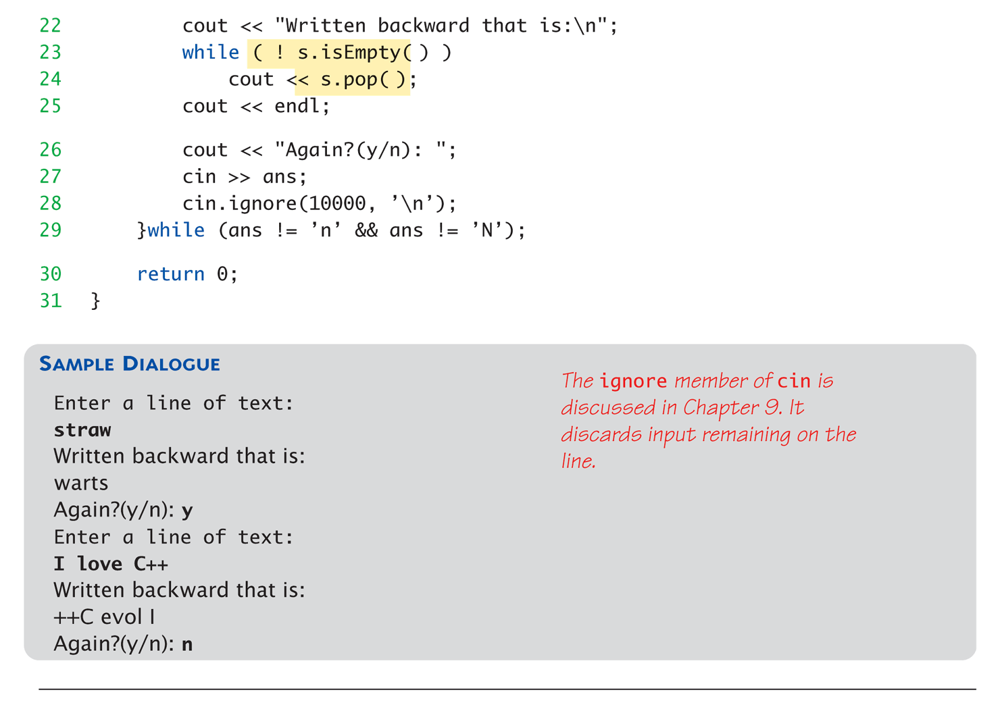 22 cout << "Written backward that is:\n";
23 while ( ! s.isEmpty( ) )
24 cout << s.pop( );
25 cout << endl;
26 cout << "Again?(y/n): ";
27 cin >> ans;
28 cin.ignore(10000, ’\n’);
29 }while (ans != ’n’ && ans != ’N’);
30 return 0;
31 }
SAMPLE DIALOGUE
Enter a line of text:
straw
Written backward that is:
warts
Again?(y/n): y
Enter a line of text:
I love C++
Written backward that is:
++C evol I
Again?(y/n): n
The ignore member of cin is
discussed in Chapter 9. It
discards input remaining on the
line.